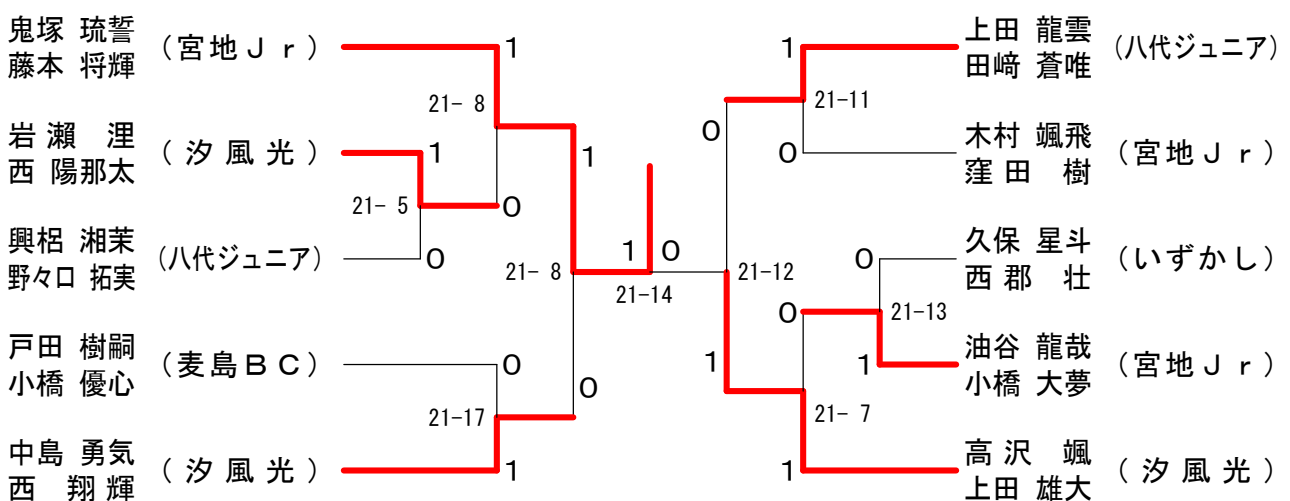 鬼塚 琉誓
藤本 将輝
(宮地Ｊｒ)
1
21- 8
岩瀬 浬
西 陽那太
(汐風光)
1
21- 5
0
興梠 湘茉
野々口 拓実
(八代ジュニア)
0
1
21- 8
1
0
21-14
戸田 樹嗣
小橋 優心
(麦島ＢＣ)
0
21-17
0
中島 勇気
西 翔輝
(汐風光)
1
上田 龍雲
田﨑 蒼唯
(八代ジュニア)
1
21-11
0
木村 颯飛
窪田 樹
(宮地Ｊｒ)
0
21-12
久保 星斗
西郡 壮
(いずかし)
0
21-13
0
油谷 龍哉
小橋 大夢
(宮地Ｊｒ)
1
1
21- 7
高沢 颯
上田 雄大
(汐風光)
1